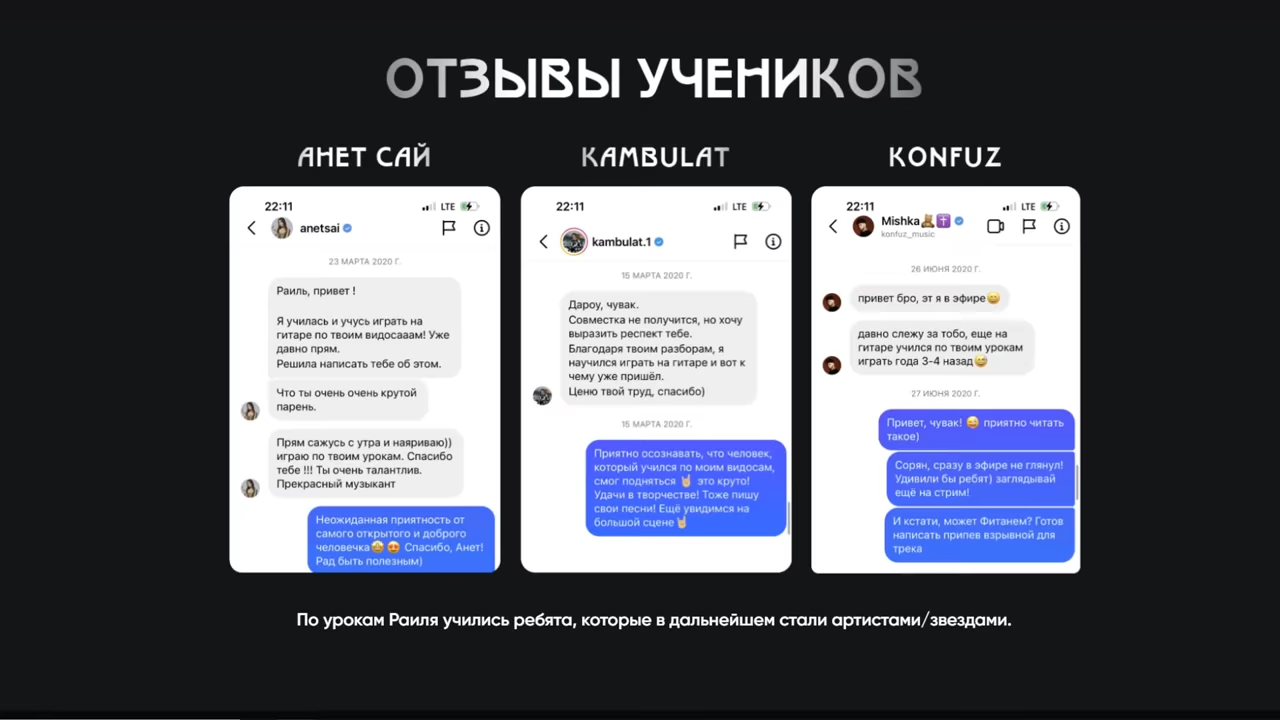 ОТЗЫВЫ УЧЕНИКОВ
АНЕТ САЙ
22:11
LTE
anetsai
23 МАРТА 2020 Г.
Раиль, привет !
Я училась и учусь играть на
гитаре по твоим видосааам! Уже
давно прям.
Решила написать тебе об этом.
Что ты очень очень крутой
парень.
Прям сажусь с утра и наяриваю))
играю по твоим урокам. Спасибо
тебе !!! Ты очень талантлив.
Прекрасный музыкант
Неожиданная приятность от
самого открытого и доброго
человечка🤩😍 Спасибо, Анет!
Рад быть полезным)
KAMBULAT
22:11
LTE
kambulat.1
15 МАРТА 2020 Г.
Дароу, чувак.
Совместка не получится, но хочу
выразить респект тебе.
Благодаря твоим разборам, я
научился играть на гитаре и вот к
чему уже пришёл.
Ценю твой труд, спасибо)
15 МАРТА 2020 Г.
Приятно осознавать, что человек,
который учился по моим видосам,
смог подняться 🤘🏻 это круто!
Удачи в творчестве! Тоже пишу
свои песни! Ещё увидимся на
большой сцене🤘🏻
KONFUZ
22:11
LTE
Mishka🧸✝️
konfuz_music
26 ИЮНЯ 2020 Г.
привет бро, эт я в эфире😄
давно слежу за тобо, еще на
гитаре учился по твоим урокам
играть года 3-4 назад😅
27 ИЮНЯ 2020 Г.
Привет, чувак! 😄 приятно читать
такое)
Сорян, сразу в эфире не глянул!
Удивили бы ребят) заглядывай
ещё на стрим!
И кстати, может Фитанем? Готов
написать припев взрывной для
трека
По урокам Раиля учились ребята, которые в дальнейшем стали артистами/звездами.